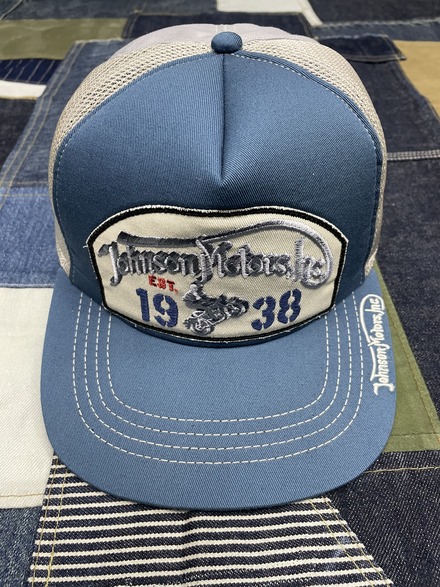 Johnson Motors, Inc
EST.
19 38
Johnson Motors, Inc